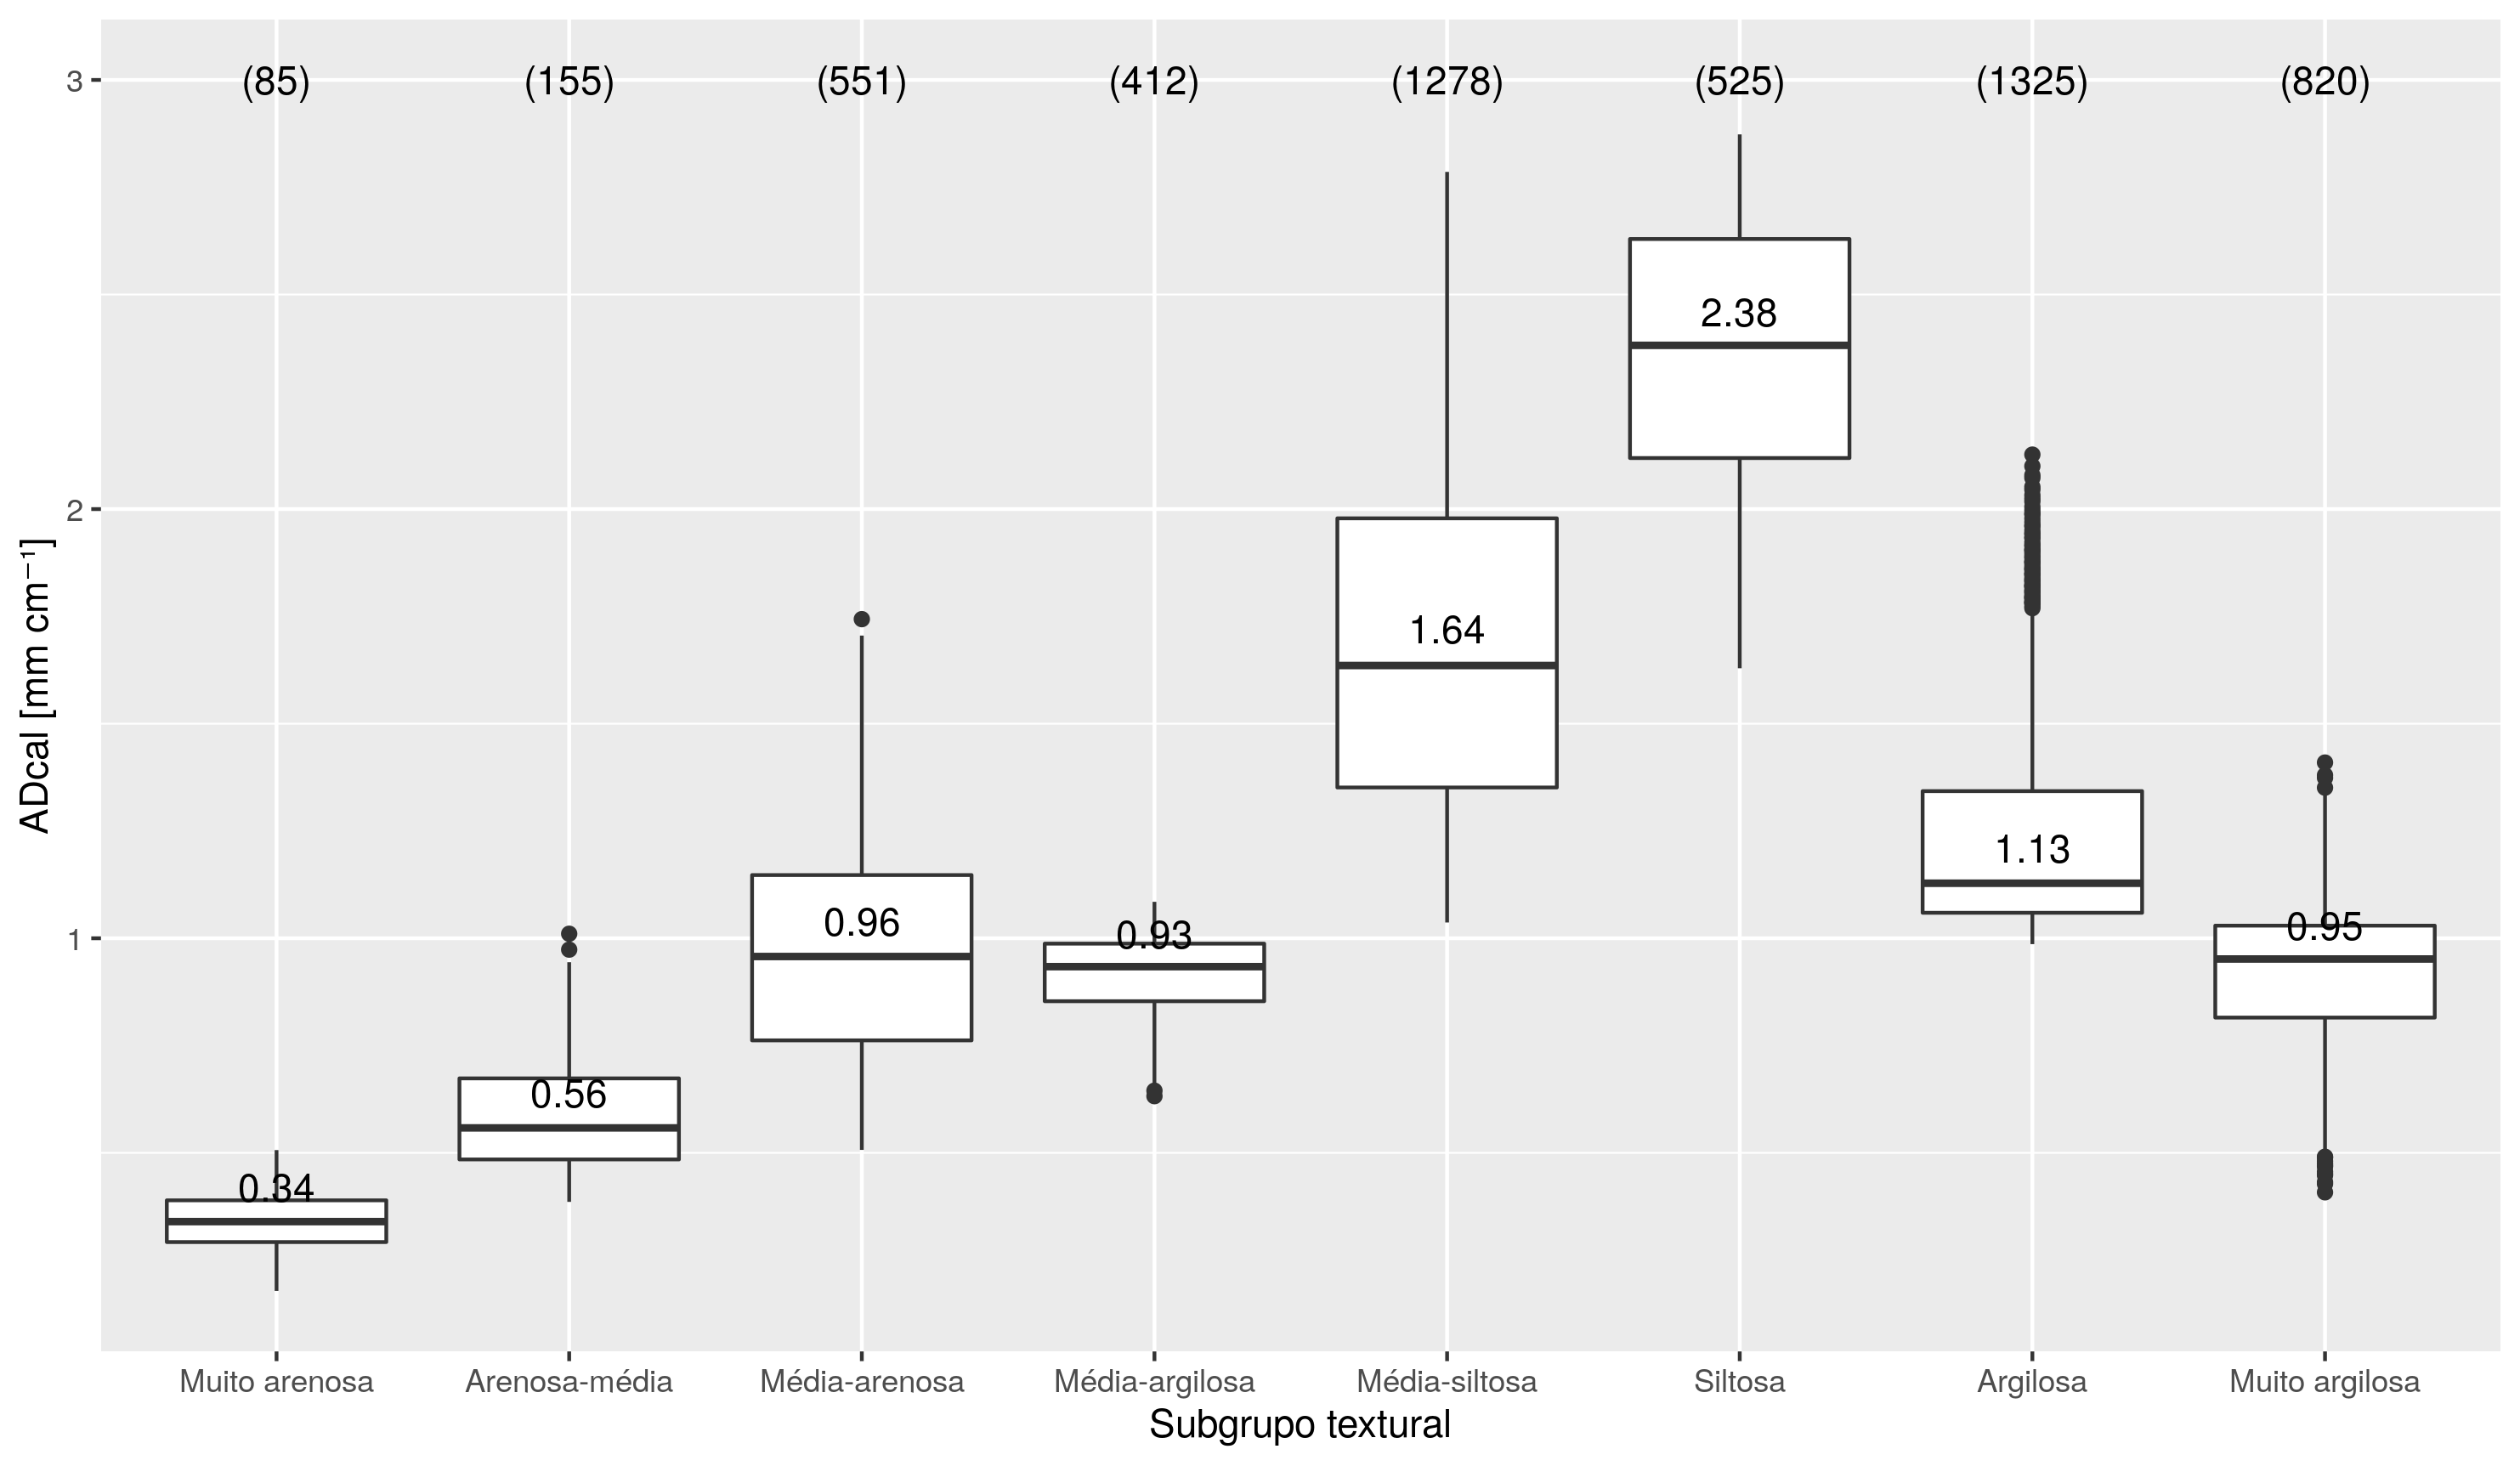 (85) (155) (551) (412) (1278) (525) (1325) (820)
3
2
1
ADcal [mm cm⁻¹]
2.38
1.64
1.13
0.96
0.93
0.95
0.56
0.34
Muito arenosa Arenosa-média Média-arenosa Média-argilosa Média-siltosa Siltosa Argilosa Muito argilosa
Subgrupo textural